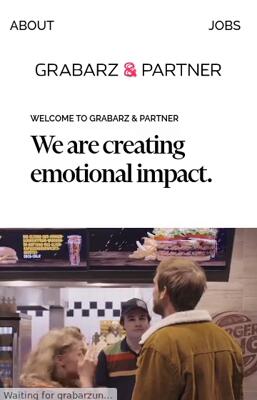 ABOUT
JOBS
GRABARZ & PARTNER
WELCOME TO GRABARZ & PARTNER
We are creating
emotional impact.
Waiting for grabarzun...